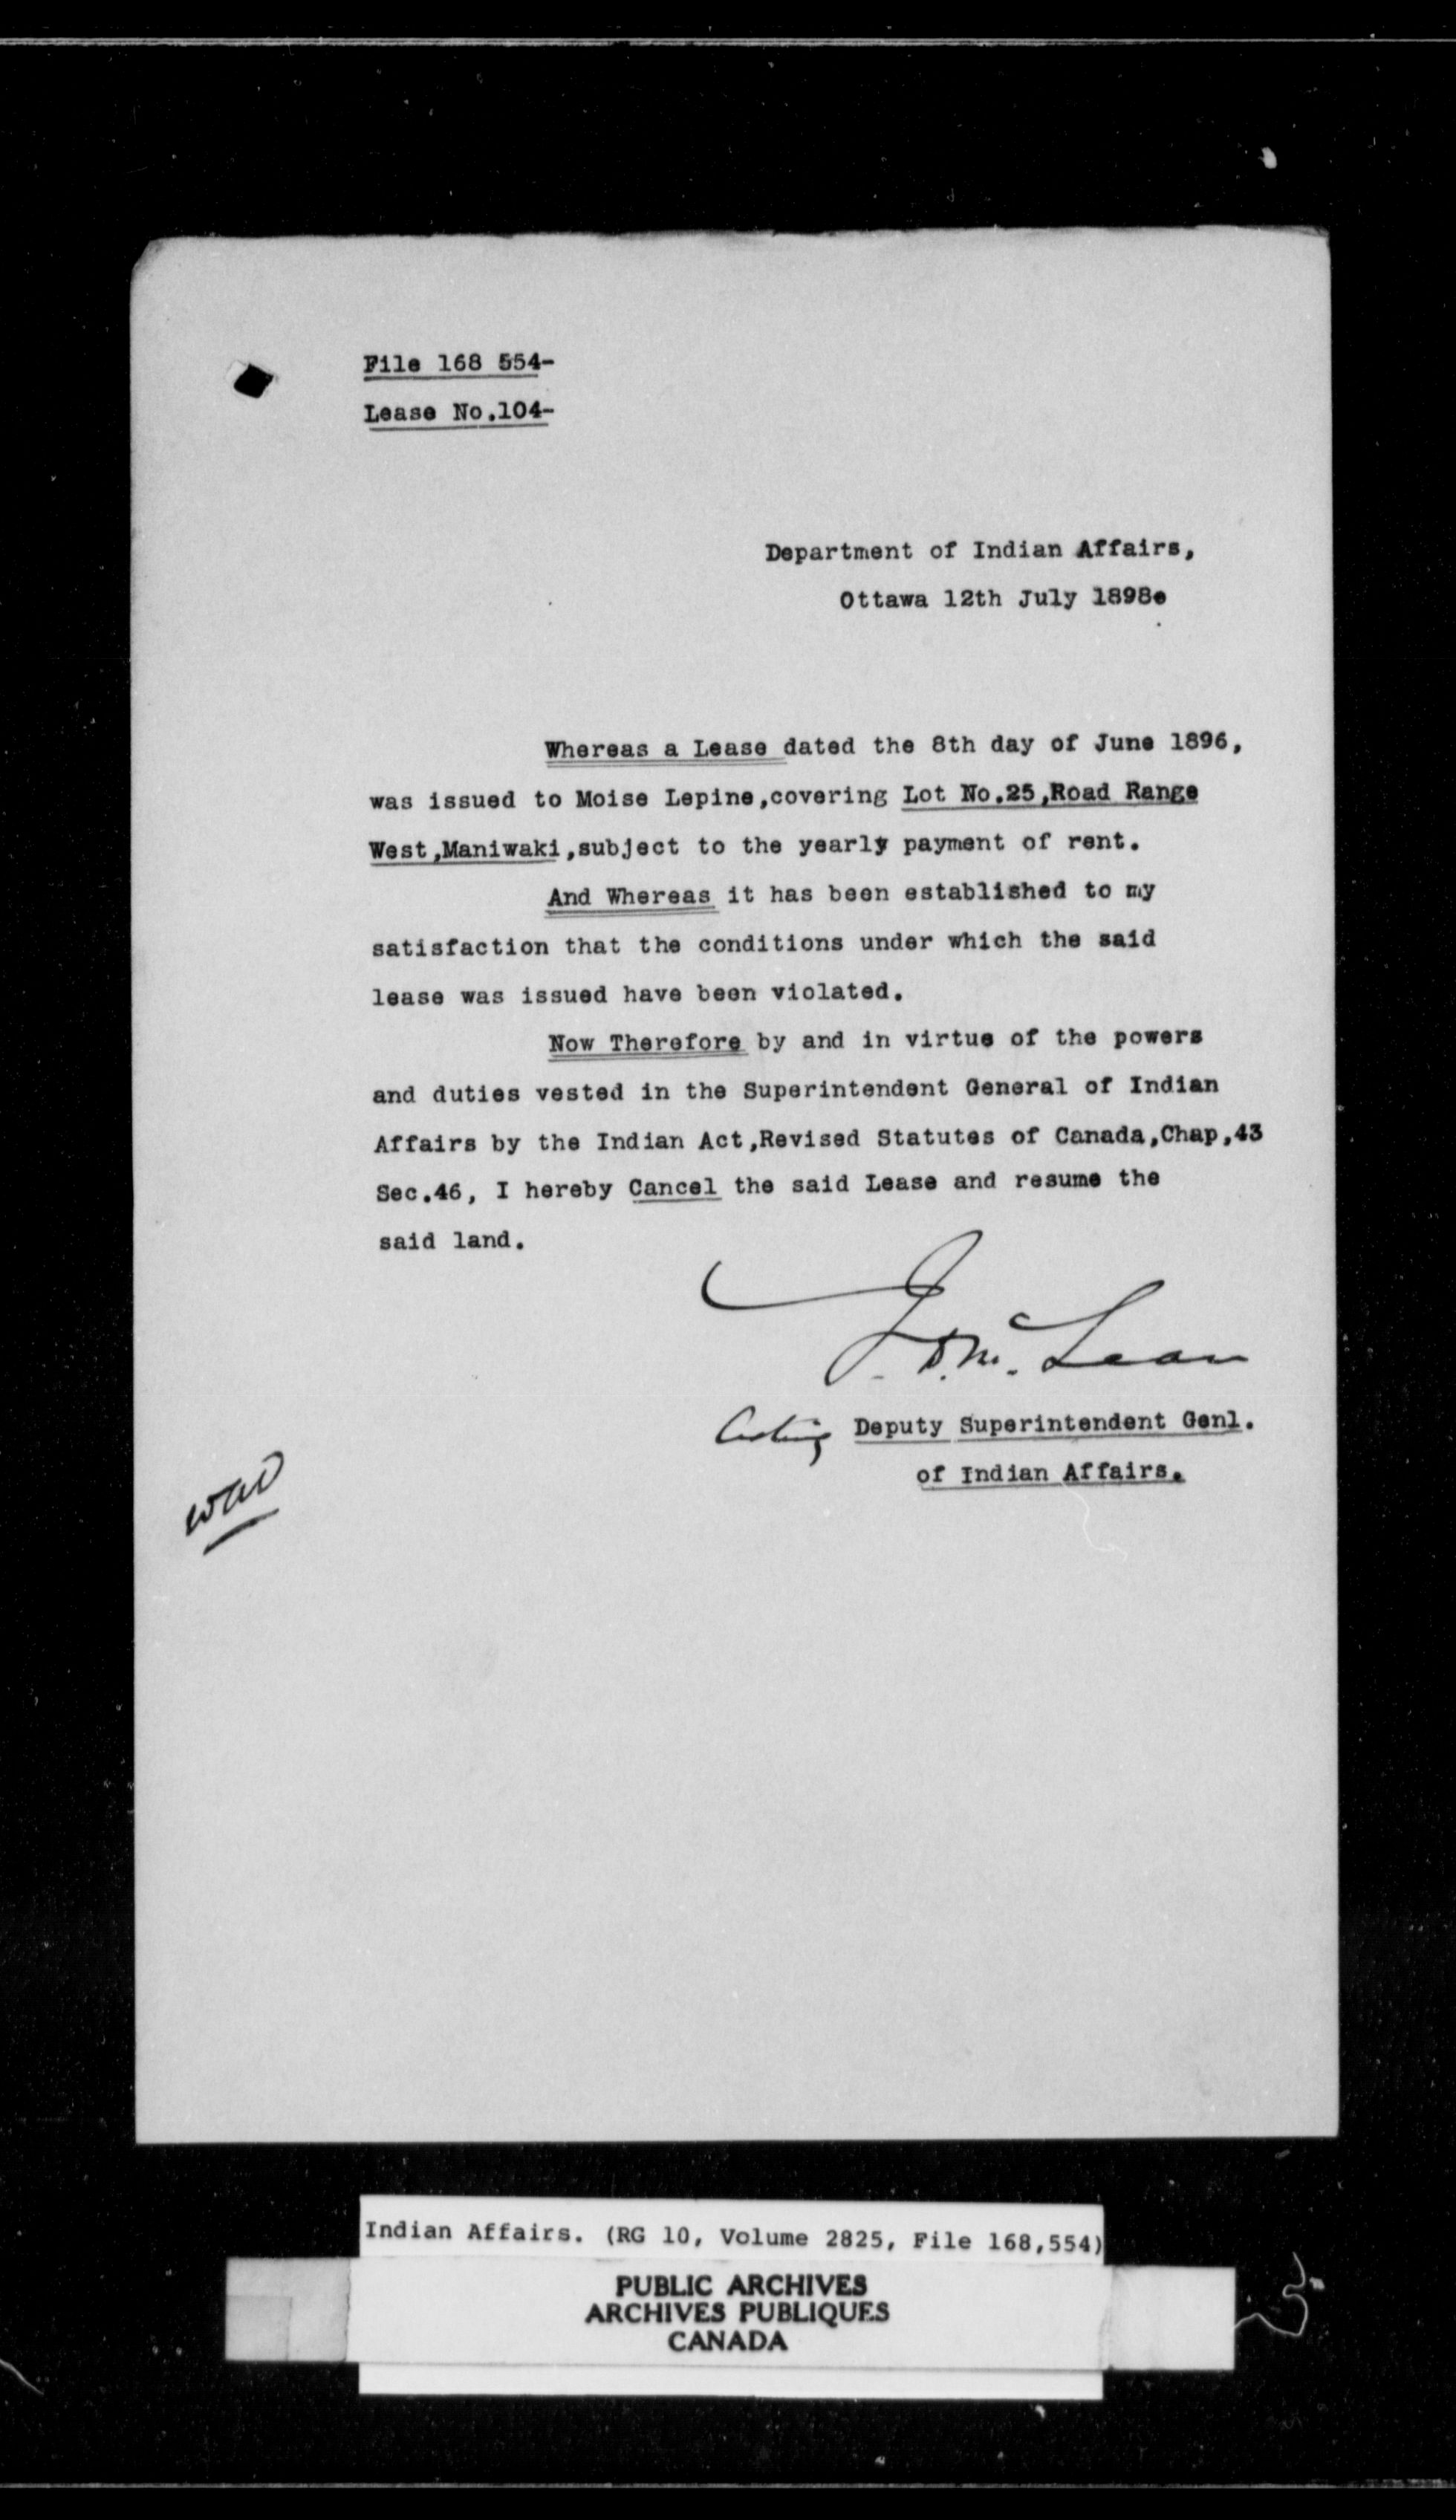 File 168 554-
Lease No.104-
Department of Indian Affairs,
Ottawa 12th July 1898.
Whereas a Lease dated the 8th day of June 1896,
was issued to Moise Lepine,covering Lot No.25,Road Range
West,Maniwaki,subject to the yearly payment of rent.
And Whereas it has been established to my
satisfaction that the conditions under which the said
lease was issued have been violated.
Now Therefore by and in virtue of the powers
and duties vested in the Superintendent General of Indian
Affairs by the Indian Act,Revised Statutes of Canada,Chap,43
Sec.46, I hereby Cancel the said Lease and resume the
said land.
J. D. McLean
Acting Deputy Superintendent Genl.
of Indian Affairs.
Indian Affairs. (RG 10, Volume 2825, File 168,554)
PUBLIC ARCHIVES
ARCHIVES PUBLIQUES
CANADA